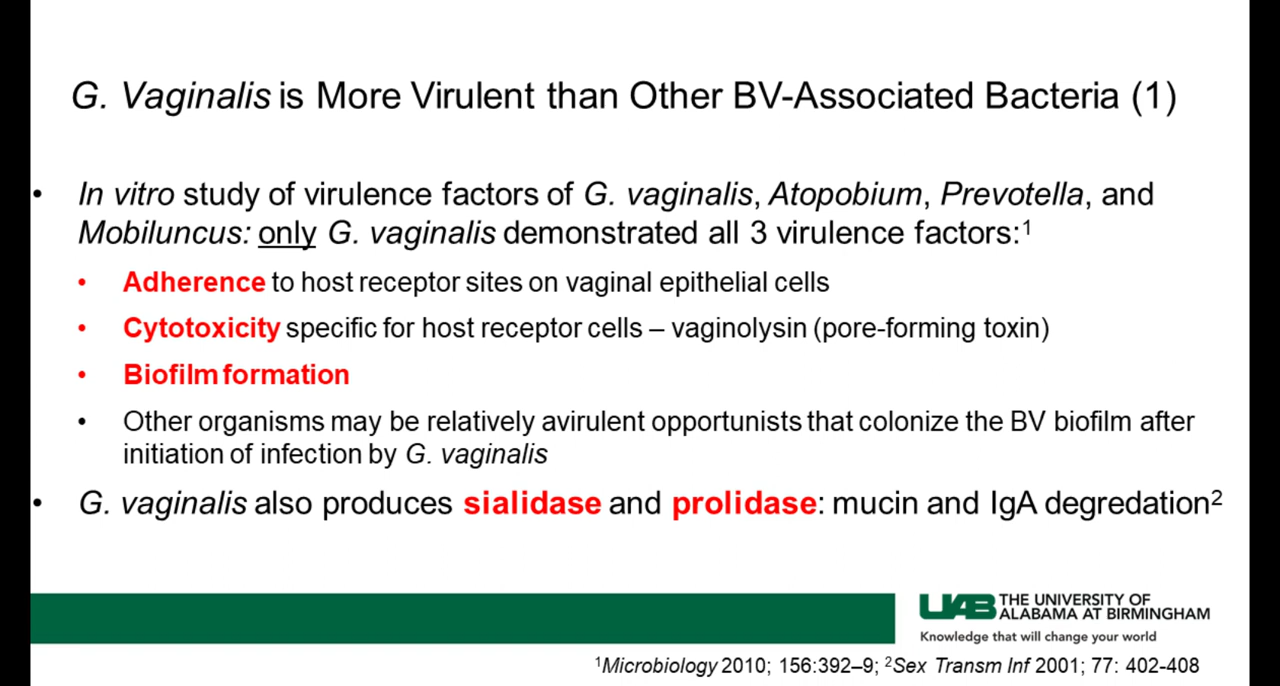 G. Vaginalis is More Virulent than Other BV-Associated Bacteria (1)
• In vitro study of virulence factors of G. vaginalis, Atopobium, Prevotella, and
Mobiluncus: only G. vaginalis demonstrated all 3 virulence factors:¹
• Adherence to host receptor sites on vaginal epithelial cells
• Cytotoxicity specific for host receptor cells – vaginolysin (pore-forming toxin)
• Biofilm formation
• Other organisms may be relatively avirulent opportunists that colonize the BV biofilm after
initiation of infection by G. vaginalis
• G. vaginalis also produces sialidase and prolidase: mucin and IgA degredation²
UAB THE UNIVERSITY OF
ALABAMA AT BIRMINGHAM
Knowledge that will change your world
¹Microbiology 2010; 156:392–9; ²Sex Transm Inf 2001; 77: 402-408